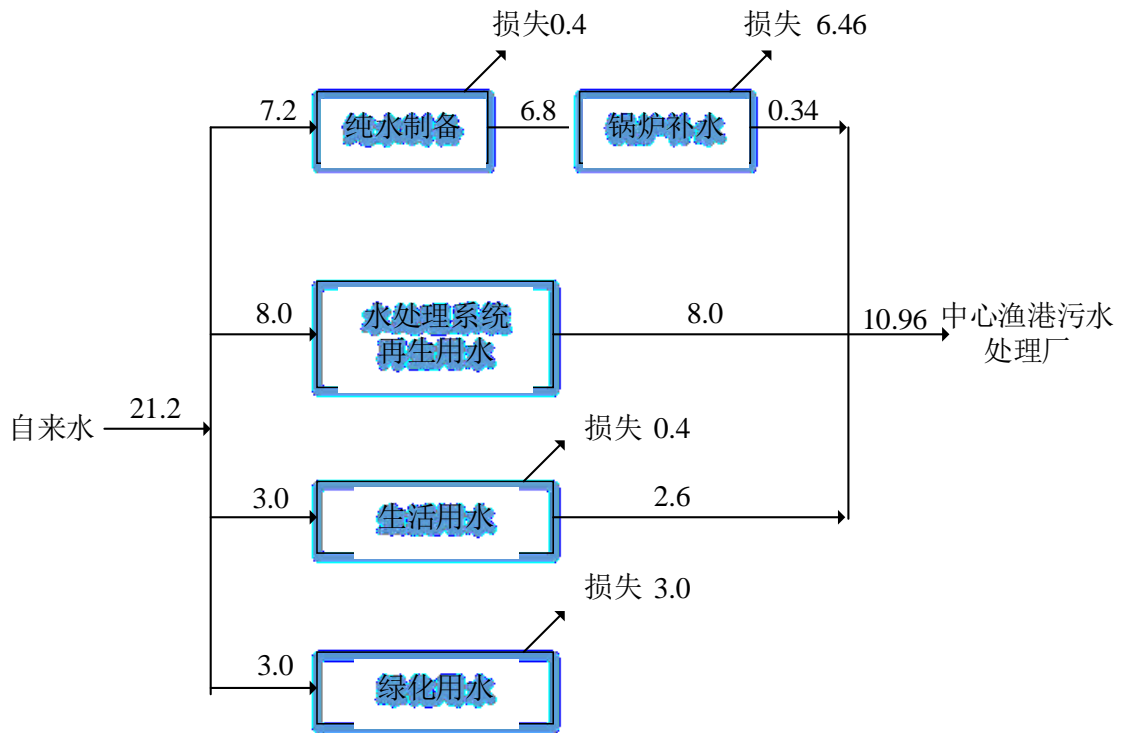 损失0.4
损失 6.46
7.2
纯水制备
6.8
锅炉补水
0.34
8.0
水处理系统
再生用水
8.0
10.96
中心渔港污水
处理厂
自来水
21.2
损失 0.4
3.0
生活用水
2.6
损失 3.0
3.0
绿化用水